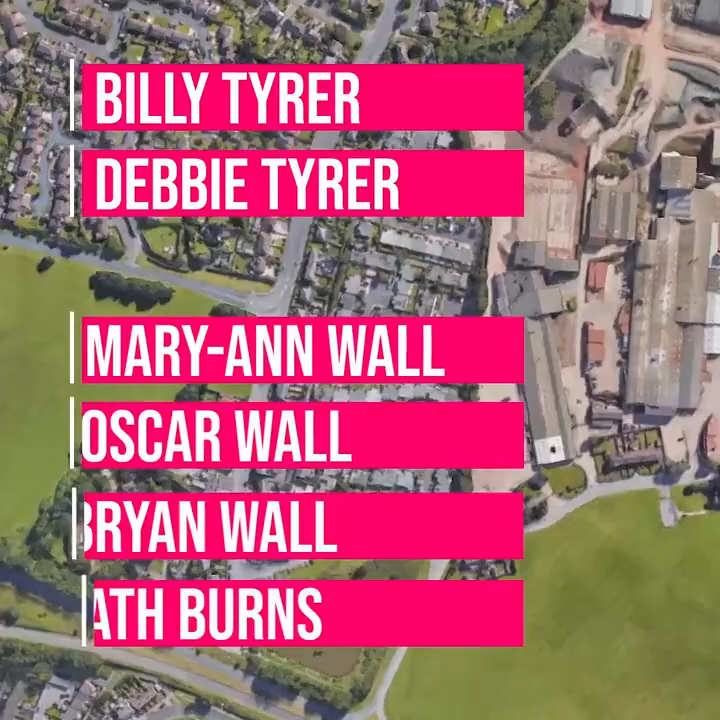 BILLY TYRER
DEBBIE TYRER
MARY-ANN WALL
OSCAR WALL
BRYAN WALL
ATH BURNS